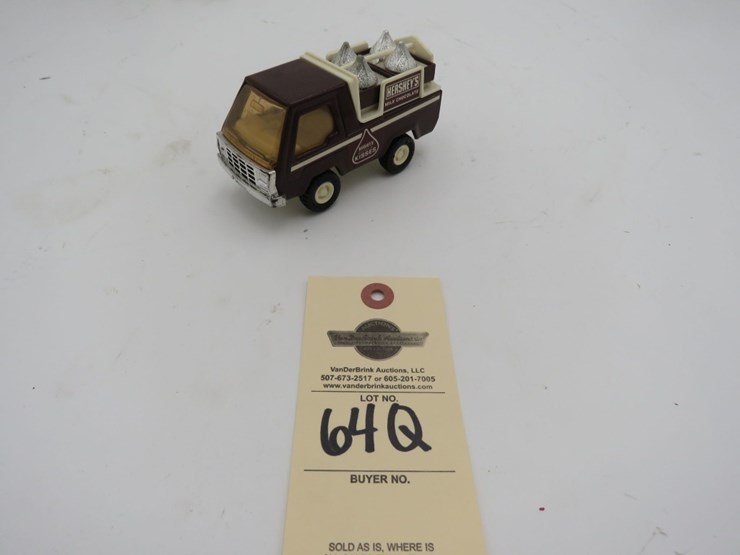 HERSHEY'S
MILK CHOCOLATE
KISSES
VanDerBrink Auctions, LLC
507-673-2517 or 605-201-7005
www.vanderbrinkauctions.com
LOT NO.
64Q
BUYER NO.
SOLD AS IS, WHERE IS